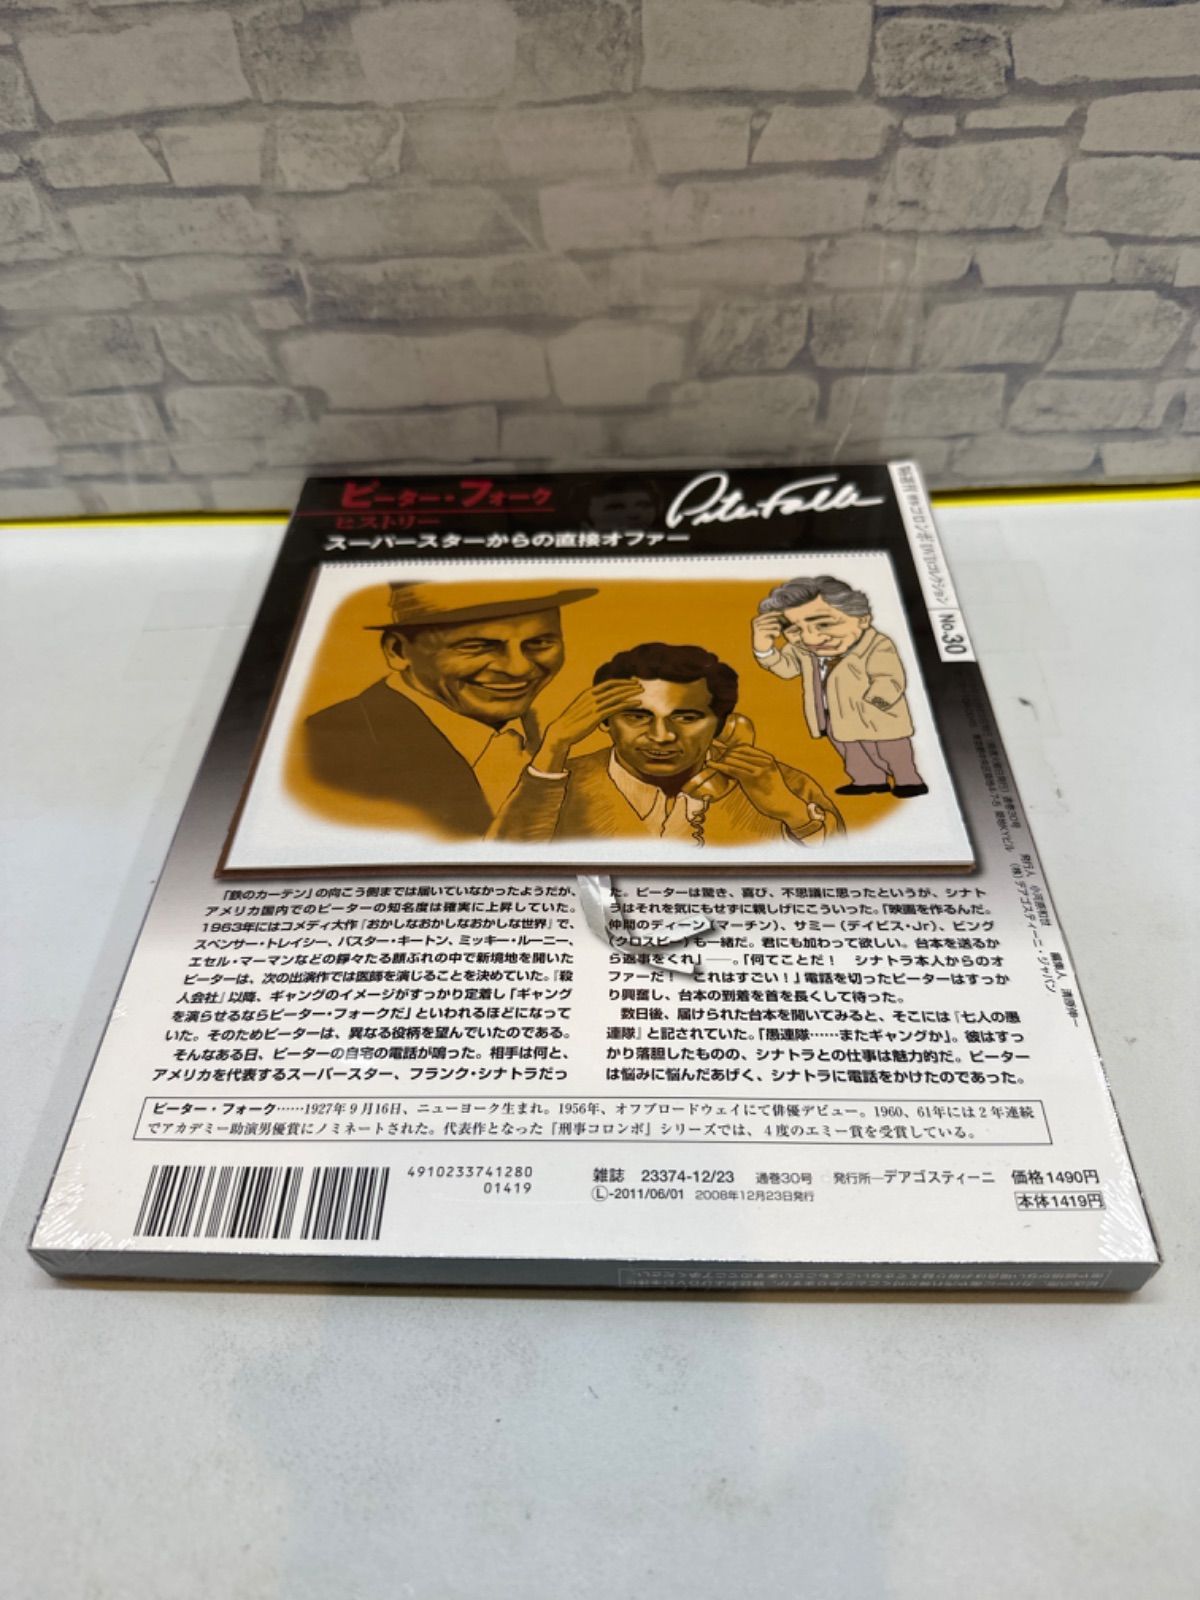 ピーター・フォーク
ヒストリー
スーパースターからの直接オファー
Peter Falk
刑事コロンボDVDコレクション No.30
「鉄のカーテン」の向こう側までは届いていなかったようだが、
アメリカ国内でのピーターの知名度は確実に上昇していた。
1963年にはコメディ大作『おかしなおかしなおかしな世界』で、
スペンサー・トレイシー、バスター・キートン、ミッキー・ルーニー、
エセル・マーマンなどの錚々たる顔ぶれの中で新境地を開いた
ピーターは、次の出演作では医師を演じることを決めていた。『殺
人会社』以降、ギャングのイメージがすっかり定着し「ギャング
を演らせるならピーター・フォークだ」といわれるほどになって
いた。そのためピーターは、異なる役柄を望んでいたのである。
そんなある日、ピーターの自宅の電話が鳴った。相手は何と、
アメリカを代表するスーパースター、フランク・シナトラだっ
た。ピーターは驚き、喜び、不思議に思ったというが、シナト
ラはそれを気にもせずに親しげにこういった。「映画を作るんだ。
仲間のディーン(マーチン)、サミー(デイビス・Jr)、ビング
(クロスビー)も一緒だ。君にも加わって欲しい。台本を送るか
ら返事をくれ」―。「何てことだ! シナトラ本人からのオ
ファーだ! これはすごい!」電話を切ったピーターはすっか
り興奮し、台本の到着を首を長くして待った。
数日後、届けられた台本を開いてみると、そこには『七人の愚
連隊』と記されていた。「愚連隊……またギャングか」。彼はすっ
かり落胆したものの、シナトラとの仕事は魅力的だ。ピーター
は悩みに悩んだあげく、シナトラに電話をかけたのであった。
ピーター・フォーク……1927年9月16日、ニューヨーク生まれ。1956年、オフブロードウェイにて俳優デビュー。1960、61年には2年連続
でアカデミー助演男優賞にノミネートされた。代表作となった『刑事コロンボ』シリーズでは、4度のエミー賞を受賞している。
4910233741280
01419
雑誌 23374-12/23 通巻30号 発行所―デアゴスティーニ 価格1490円
Ⓛ-2011/06/01 2008年12月23日発行 本体1419円